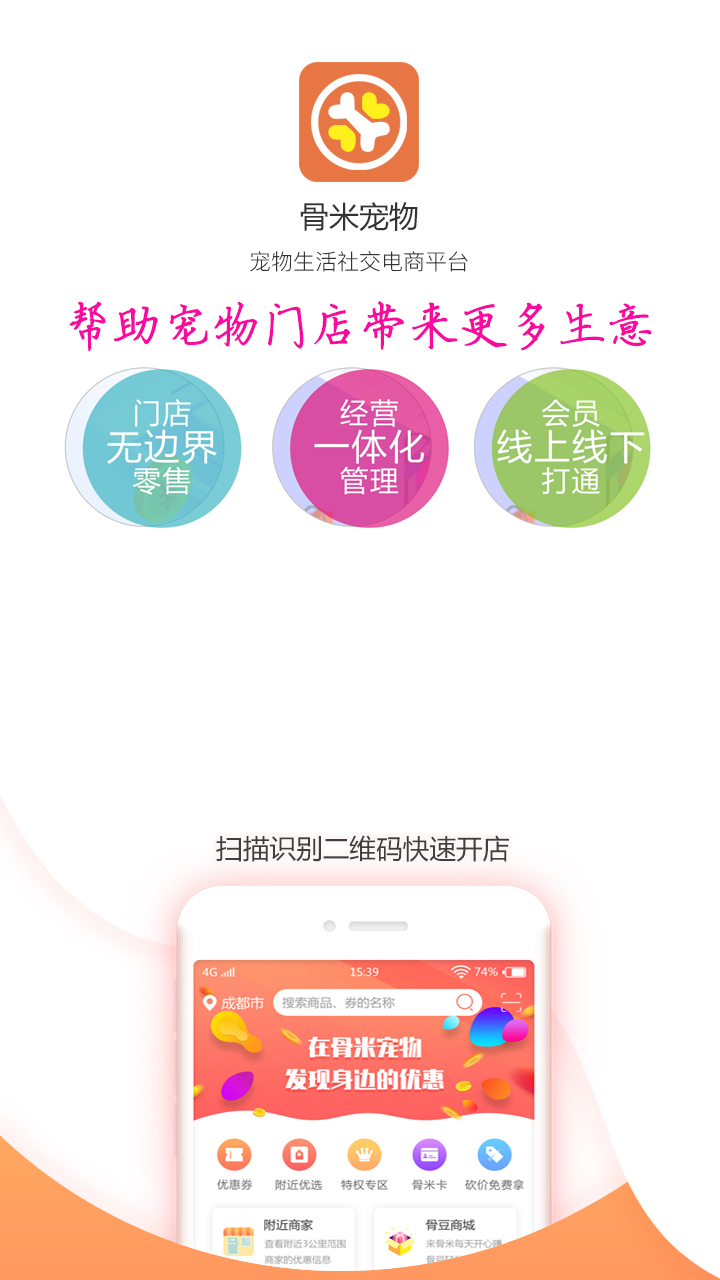 骨米宠物
宠物生活社交电商平台
帮助宠物门店带来更多生意
门店
无边界
零售
经营
一体化
管理
会员
线上线下
打通
扫描识别二维码快速开店
4G 15:39 74%
成都市 搜索商品、券的名称
在骨米宠物
发现身边的优惠
优惠券 附近优选 特权专区 骨米卡 砍价免费拿
附近商家 骨豆商城
查看附近3公里范围 来骨米每天开心赚
商家的优惠信息